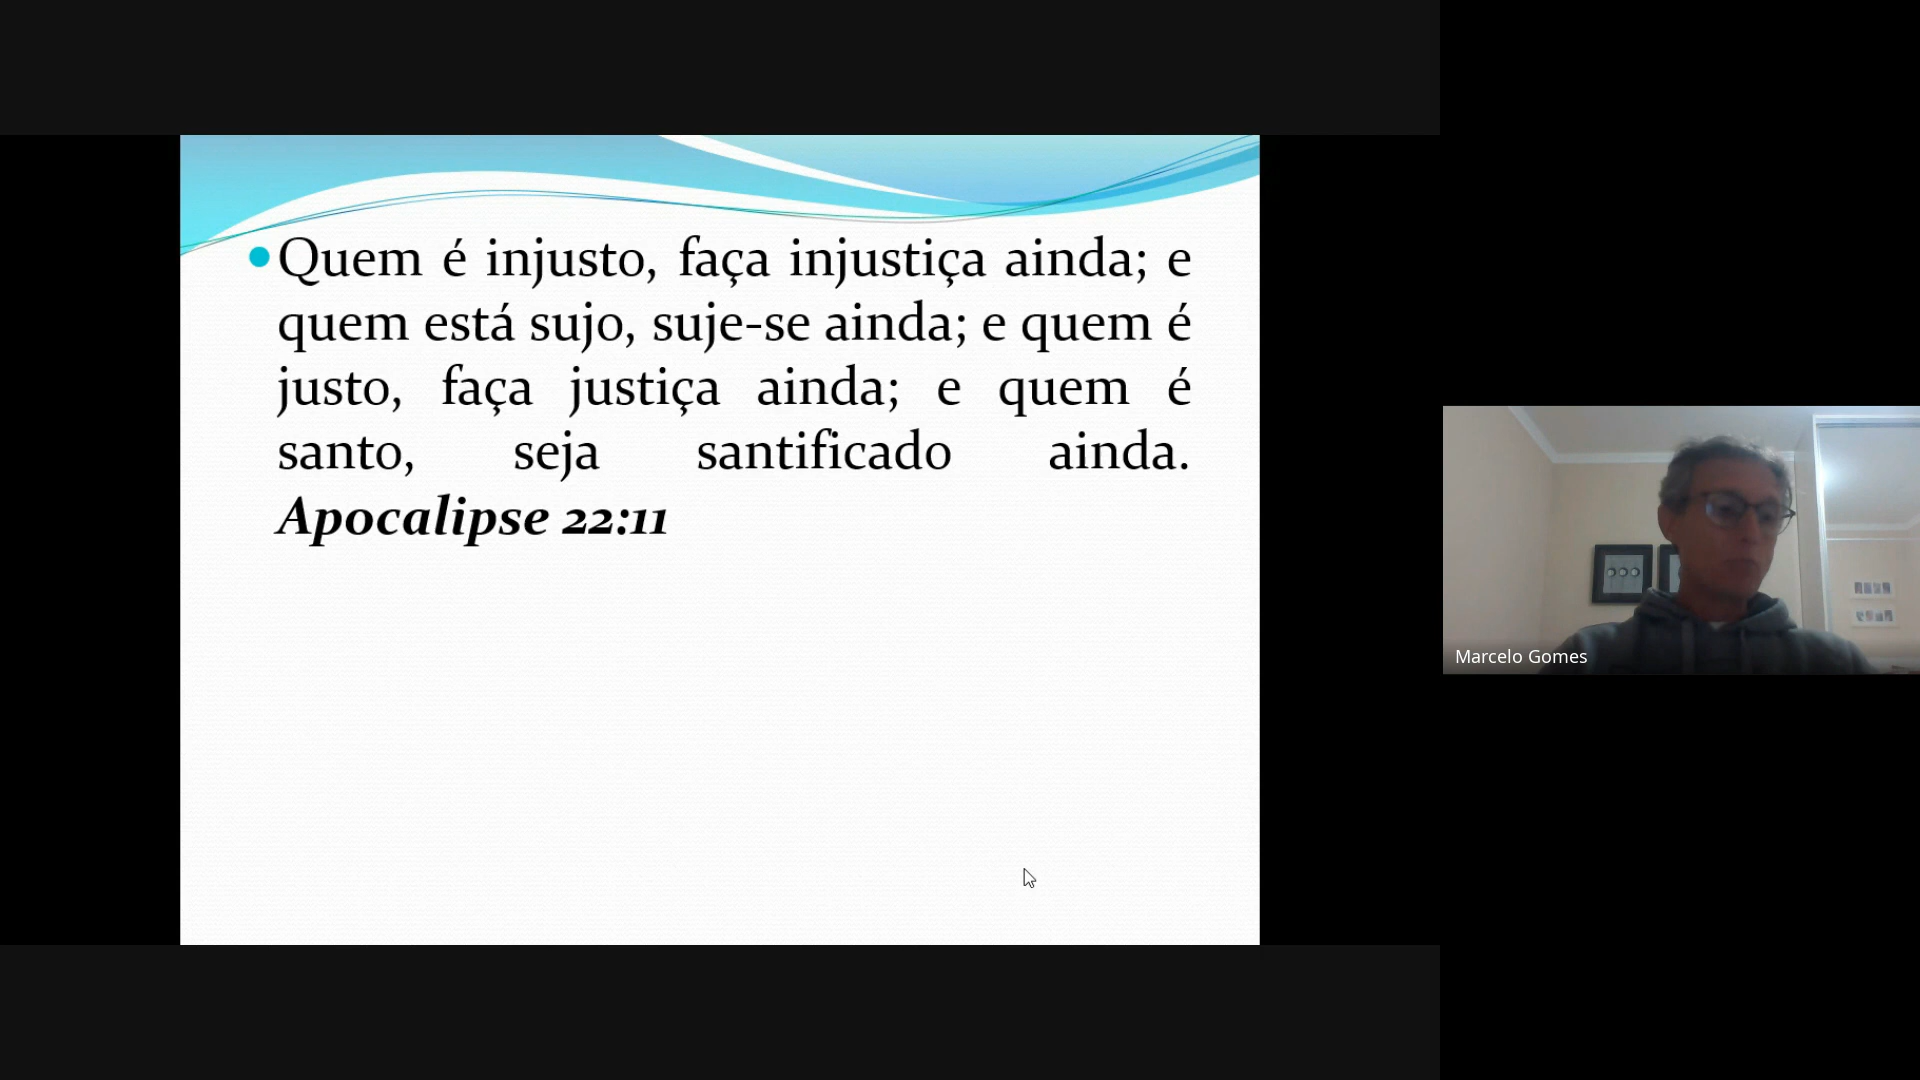 Quem é injusto, faça injustiça ainda; e
quem está sujo, suje-se ainda; e quem é
justo, faça justiça ainda; e quem é
santo, seja santificado ainda.
Apocalipse 22:11
Marcelo Gomes